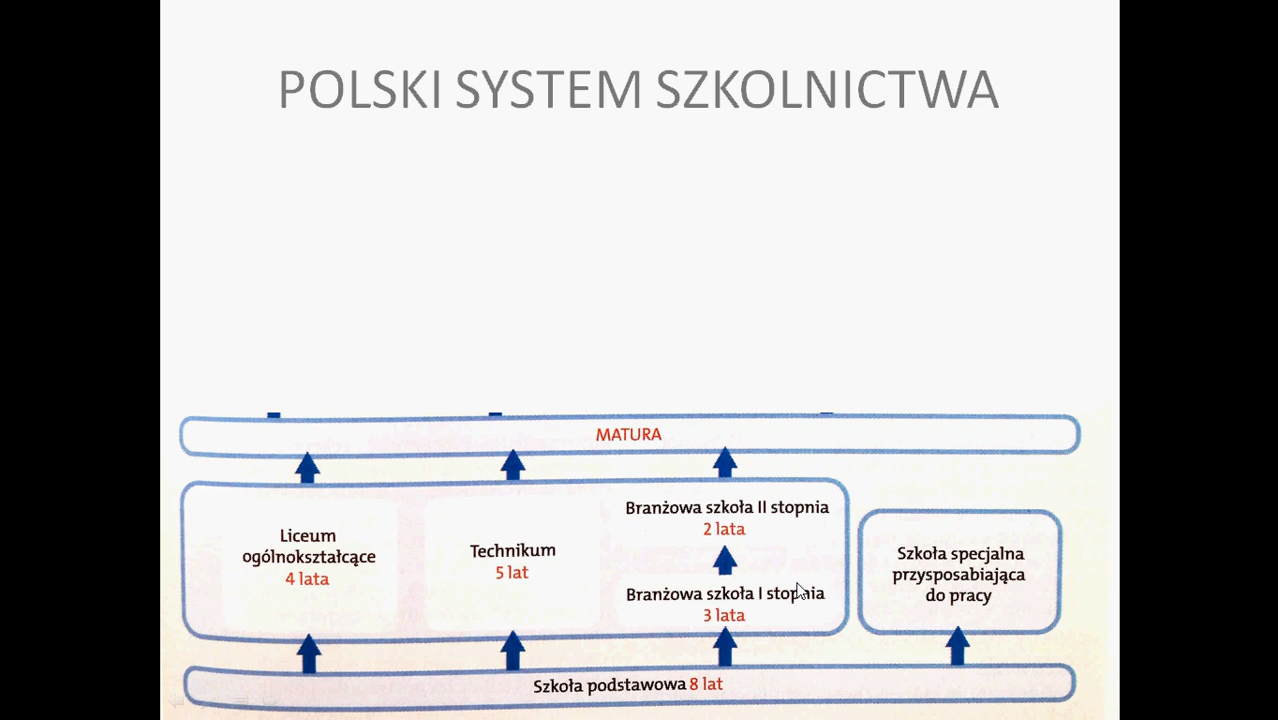 POLSKI SYSTEM SZKOLNICTWA
MATURA
Liceum
ogólnokształcące
4 lata
Technikum
5 lat
Branżowa szkoła II stopnia
2 lata
Branżowa szkoła I stopnia
3 lata
Szkoła specjalna
przysposabiająca
do pracy
Szkoła podstawowa 8 lat